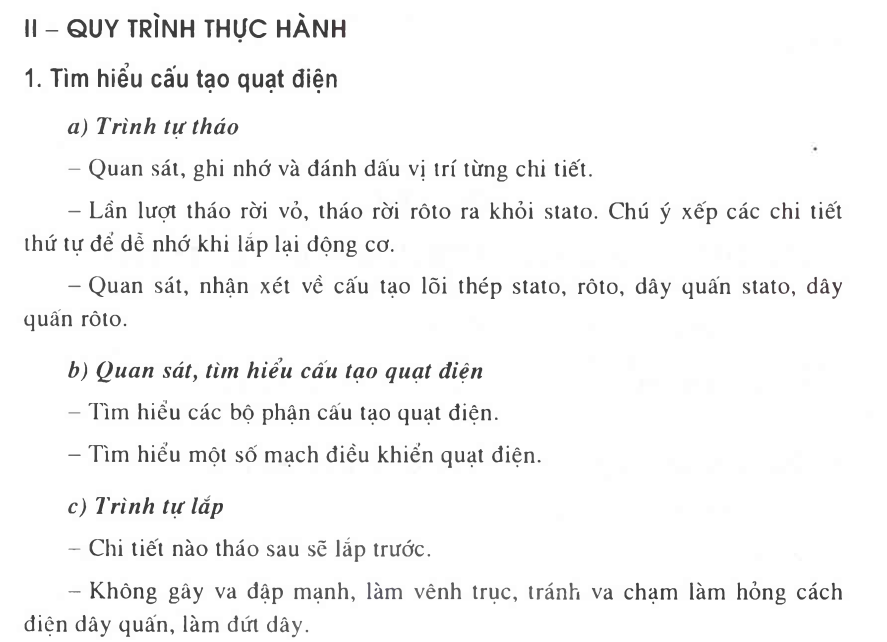 II – QUY TRÌNH THỰC HÀNH
1. Tìm hiểu cấu tạo quạt điện
a) Trình tự tháo
– Quan sát, ghi nhớ và đánh dấu vị trí từng chi tiết.
– Lần lượt tháo rời vỏ, tháo rời rôto ra khỏi stato. Chú ý xếp các chi tiết
thứ tự để dễ nhớ khi lắp lại động cơ.
– Quan sát, nhận xét về cấu tạo lõi thép stato, rôto, dây quấn stato, dây
quấn rôto.
b) Quan sát, tìm hiểu cấu tạo quạt điện
– Tìm hiểu các bộ phận cấu tạo quạt điện.
– Tìm hiểu một số mạch điều khiển quạt điện.
c) Trình tự lắp
– Chi tiết nào tháo sau sẽ lắp trước.
– Không gây va đập mạnh, làm vênh trục, tránh va chạm làm hỏng cách
điện dây quấn, làm đứt dây.